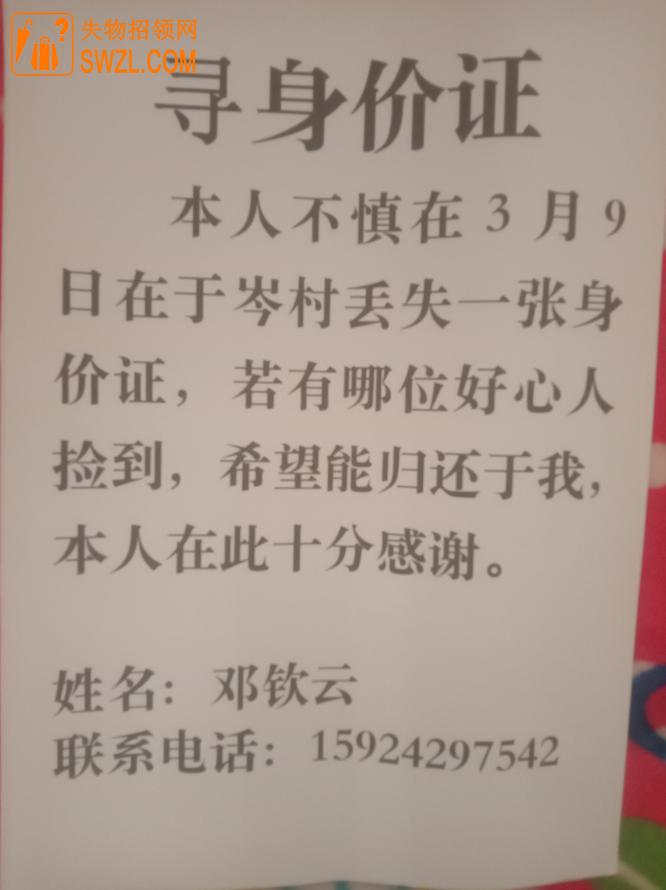 失物招领网
SWZL.COM
寻身价证
本人不慎在 3 月 9
日在于岑村丢失一张身
价证，若有哪位好心人
捡到，希望能归还于我，
本人在此十分感谢。
姓名：邓钦云
联系电话：15924297542